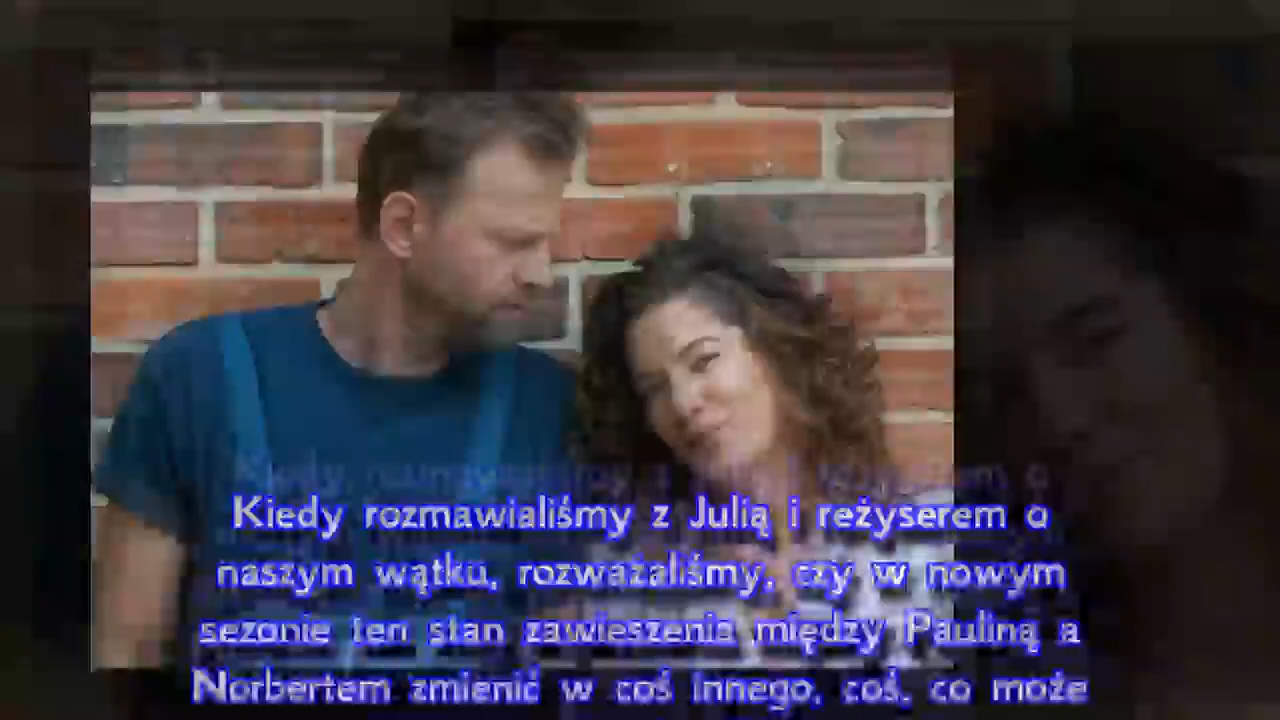 Kiedy rozmawialiśmy z Julią i reżyserem o
naszym wątku, rozważaliśmy, czy w nowym
sezonie ten stan zawieszenia między Pauliną a
Norbertem zmienić w coś innego, coś, co może